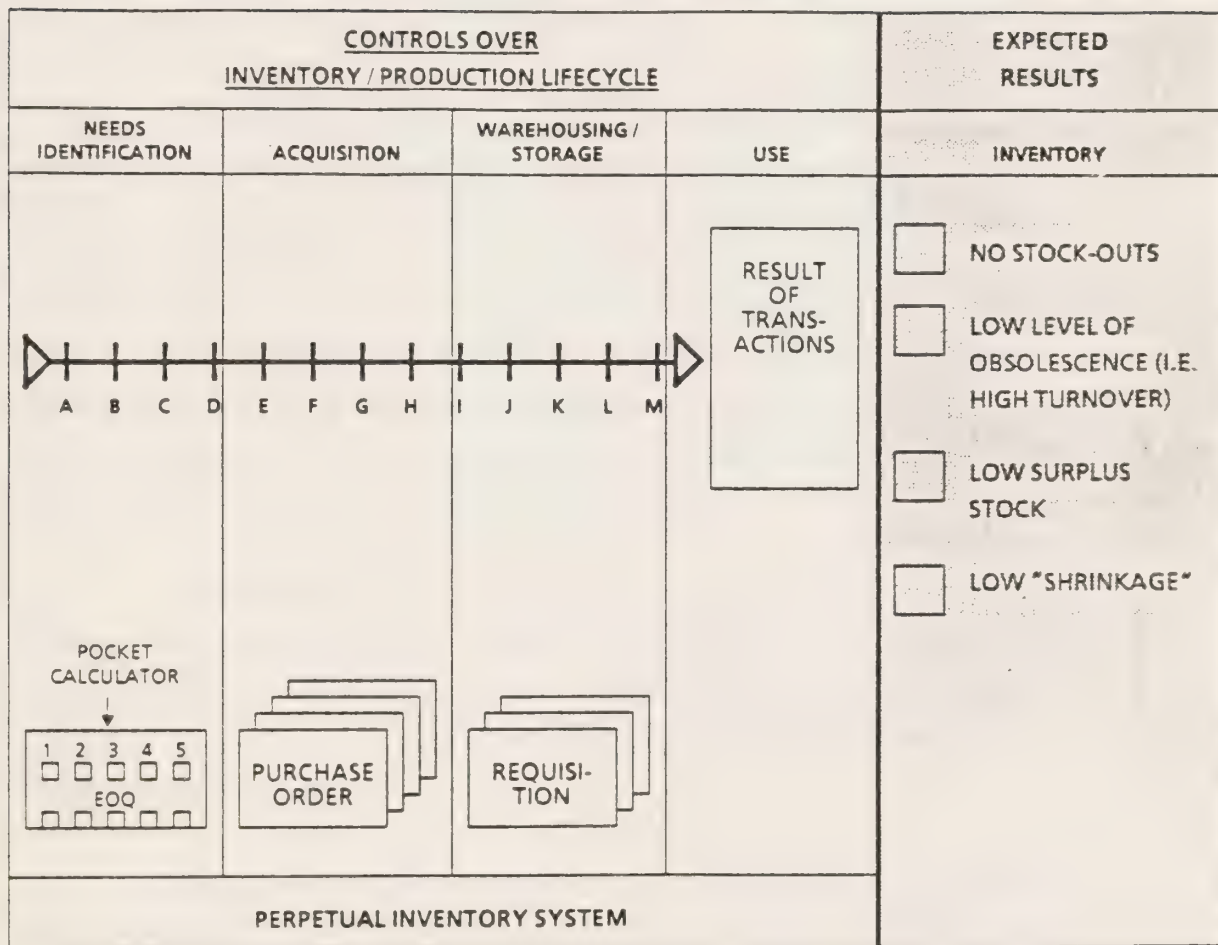 CONTROLS OVER
INVENTORY / PRODUCTION LIFECYCLE
EXPECTED
RESULTS
NEEDS
IDENTIFICATION
ACQUISITION
WAREHOUSING /
STORAGE
USE
INVENTORY
RESULT
OF
TRANS-
ACTIONS
A B C D E F G H I J K L M
NO STOCK-OUTS
LOW LEVEL OF
OBSOLESCENCE (I.E.
HIGH TURNOVER)
LOW SURPLUS
STOCK
LOW "SHRINKAGE"
POCKET
CALCULATOR
1 2 3 4 5
EOQ
PURCHASE
ORDER
REQUISI-
TION
PERPETUAL INVENTORY SYSTEM